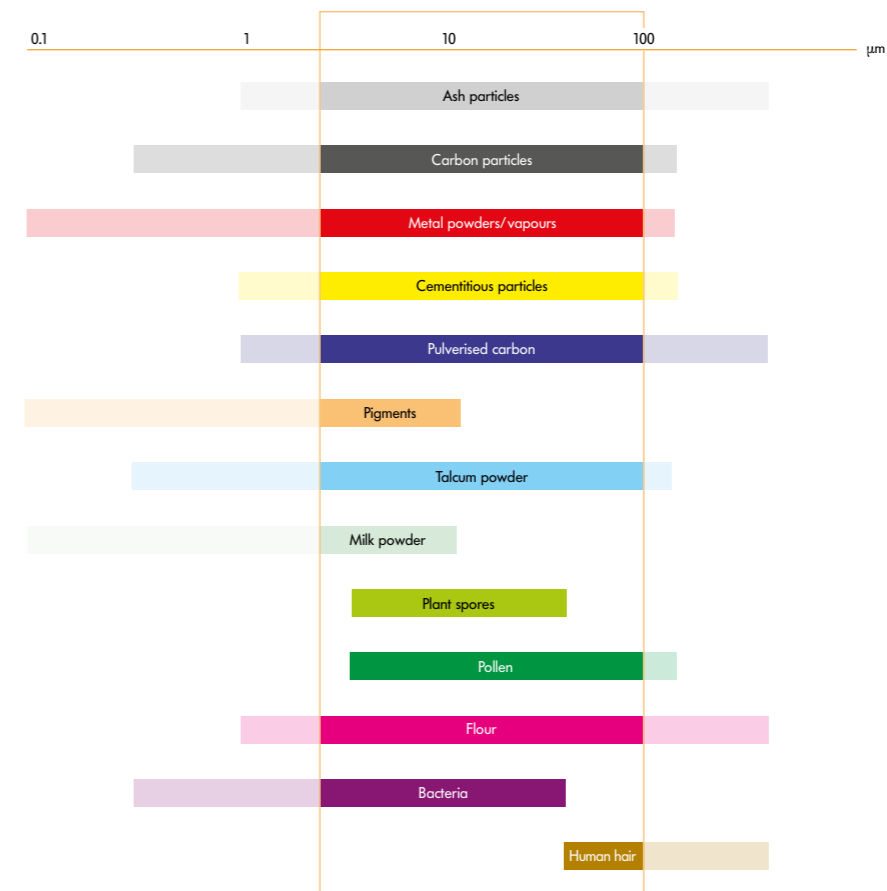 0.1 1 10 100
µm
Ash particles
Carbon particles
Metal powders/vapours
Cementitious particles
Pulverised carbon
Pigments
Talcum powder
Milk powder
Plant spores
Pollen
Flour
Bacteria
Human hair